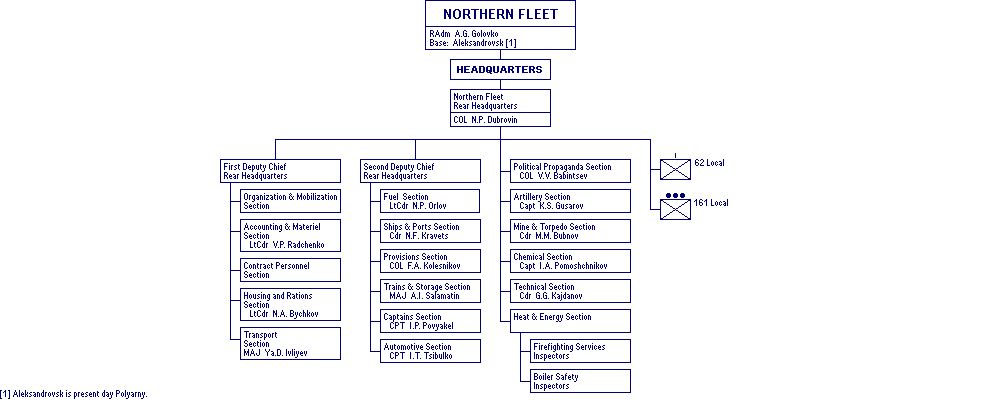 NORTHERN FLEET
RAdm A.G. Golovko
Base: Aleksandrovsk [1]
HEADQUARTERS
Northern Fleet
Rear Headquarters
COL N.P. Dubrovin
First Deputy Chief
Rear Headquarters
Organization & Mobilization
Section
Accounting & Materiel
Section
LtCdr V.P. Radchenko
Contract Personnel
Section
Housing and Rations
Section
LtCdr N.A. Bychkov
Transport
Section
MAJ Ya.D. Ivliyev
Second Deputy Chief
Rear Headquarters
Fuel Section
LtCdr N.P. Orlov
Ships & Ports Section
Cdr N.F. Kravets
Provisions Section
COL F.A. Kolesnikov
Trains & Storage Section
MAJ A.I. Salamatin
Captains Section
CPT I.P. Povyakel
Automotive Section
CPT I.T. Tsibulko
Political Propaganda Section
COL V.V. Babintsev
Artillery Section
Capt K.S. Gusarov
Mine & Torpedo Section
Cdr M.M. Bubnov
Chemical Section
Capt I.A. Pomoshchnikov
Technical Section
Cdr G.G. Kajdanov
Heat & Energy Section
Firefighting Services
Inspectors
Boiler Safety
Inspectors
62 Local
161 Local
[1] Aleksandrovsk is present day Polyarny.